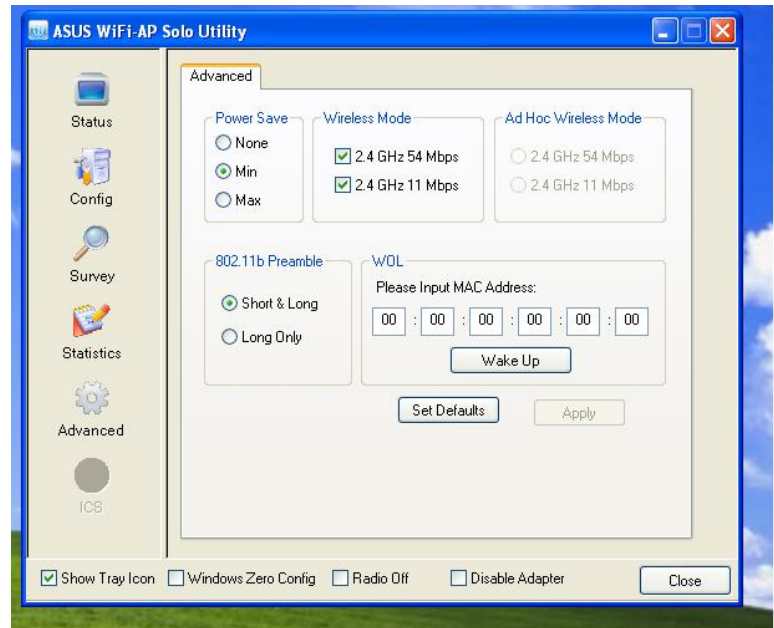 ASUS WiFi-AP Solo Utility
Status
Config
Survey
Statistics
Advanced
ICS
Advanced
Power Save
None
Min
Max
Wireless Mode
2.4 GHz 54 Mbps
2.4 GHz 11 Mbps
Ad Hoc Wireless Mode
2.4 GHz 54 Mbps
2.4 GHz 11 Mbps
802.11b Preamble
Short & Long
Long Only
WOL
Please Input MAC Address:
00 : 00 : 00 : 00 : 00 : 00
Wake Up
Set Defaults
Apply
Show Tray Icon
Windows Zero Config
Radio Off
Disable Adapter
Close